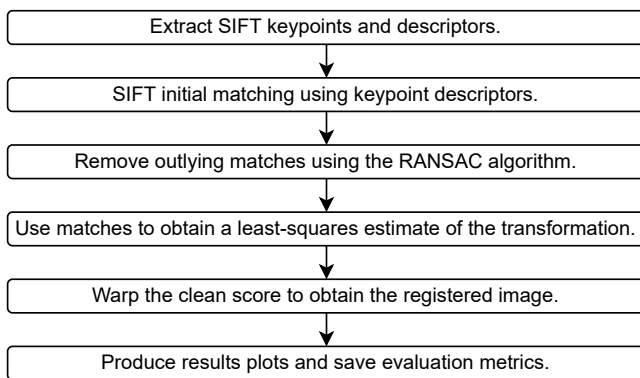 Extract SIFT keypoints and descriptors.
SIFT initial matching using keypoint descriptors.
Remove outlying matches using the RANSAC algorithm.
Use matches to obtain a least-squares estimate of the transformation.
Warp the clean score to obtain the registered image.
Produce results plots and save evaluation metrics.